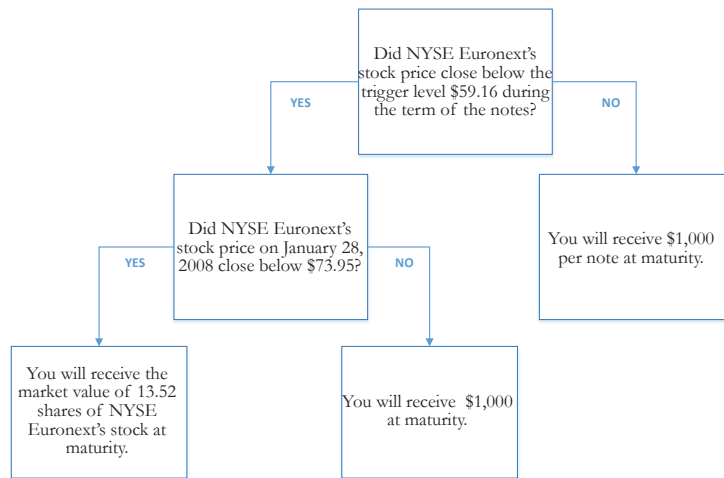 Did NYSE Euronext's
stock price close below the
trigger level $59.16 during
the term of the notes?
YES
NO
Did NYSE Euronext's
stock price on January 28,
2008 close below $73.95?
You will receive $1,000
per note at maturity.
YES
NO
You will receive the
market value of 13.52
shares of NYSE
Euronext's stock at
maturity.
You will receive $1,000
at maturity.